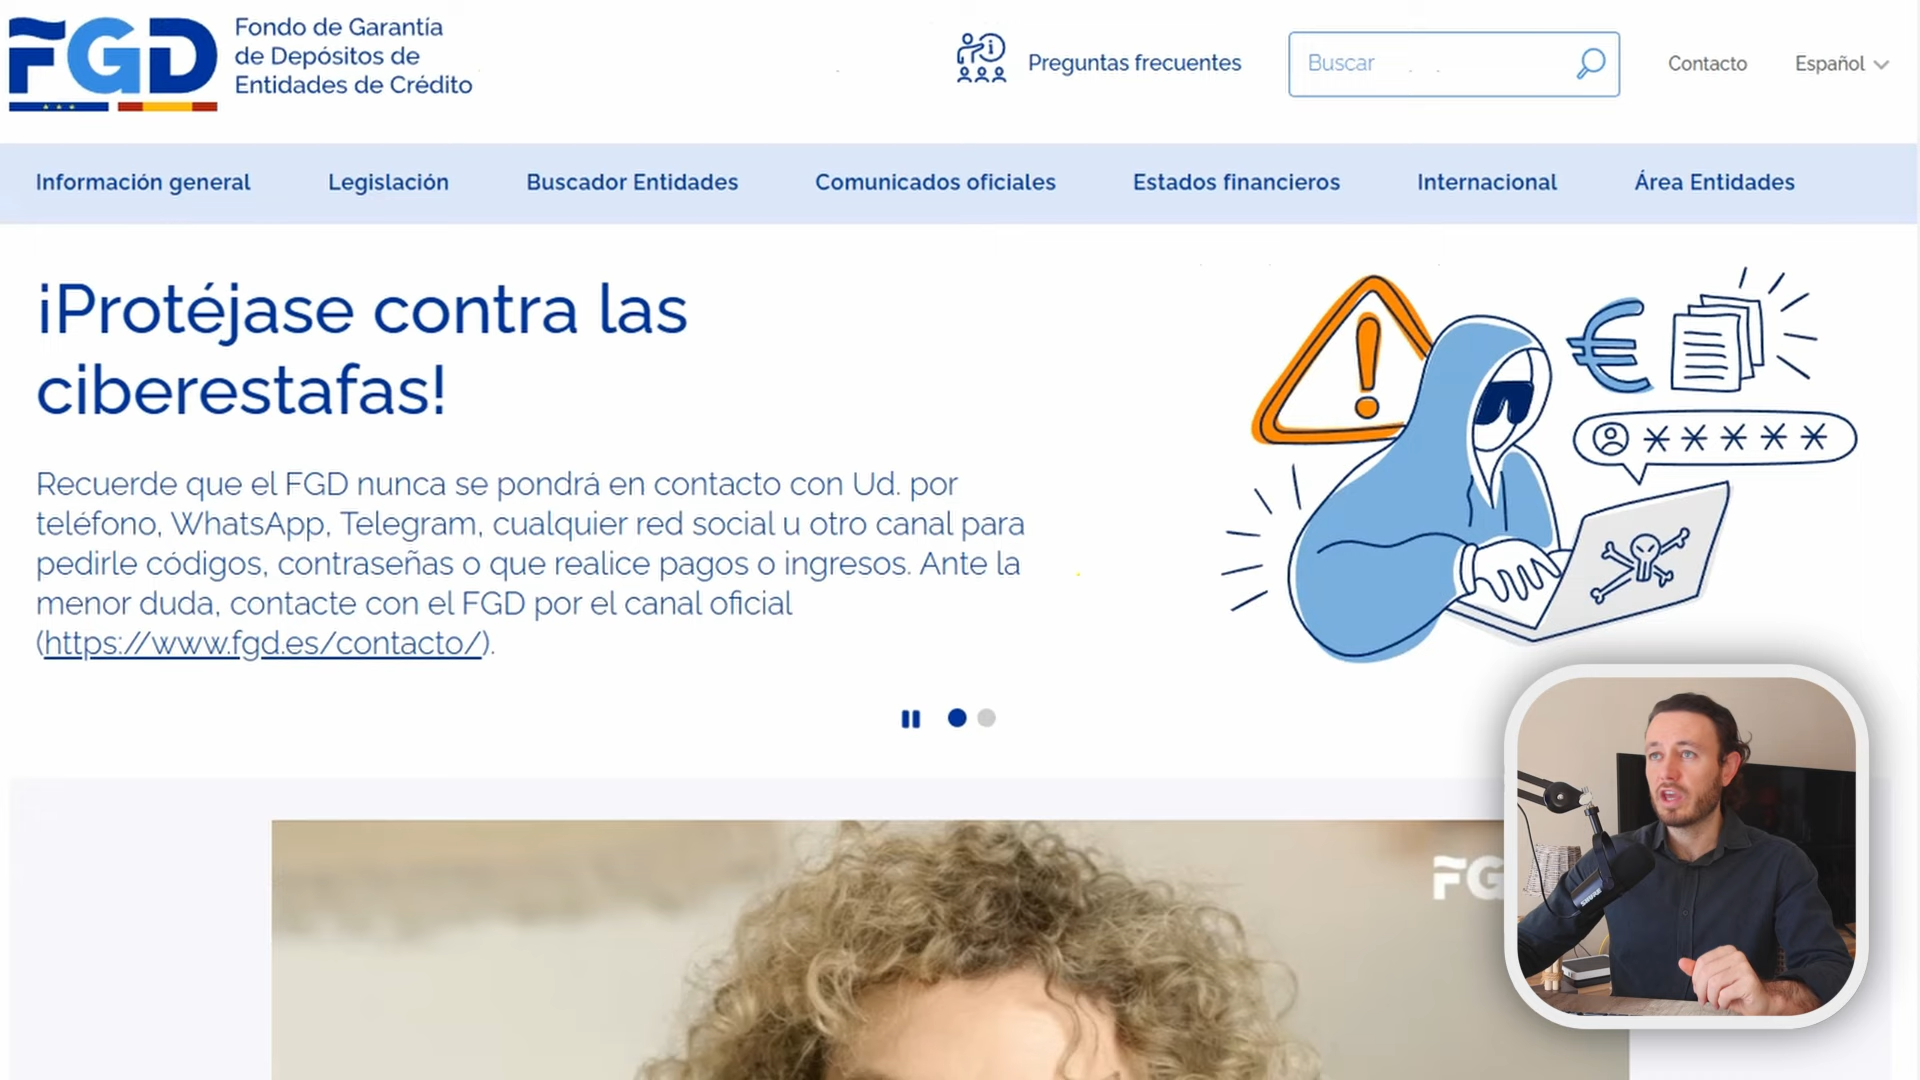 FGD
Fondo de Garantía
de Depósitos de
Entidades de Crédito
Preguntas frecuentes
Buscar
Contacto
Español
Información general
Legislación
Buscador Entidades
Comunicados oficiales
Estados financieros
Internacional
Área Entidades
¡Protéjase contra las
ciberestafas!
Recuerde que el FGD nunca se pondrá en contacto con Ud. por
teléfono, WhatsApp, Telegram, cualquier red social u otro canal para
pedirle códigos, contraseñas o que realice pagos o ingresos. Ante la
menor duda, contacte con el FGD por el canal oficial
(https://www.fgd.es/contacto/).
FG
SHURE